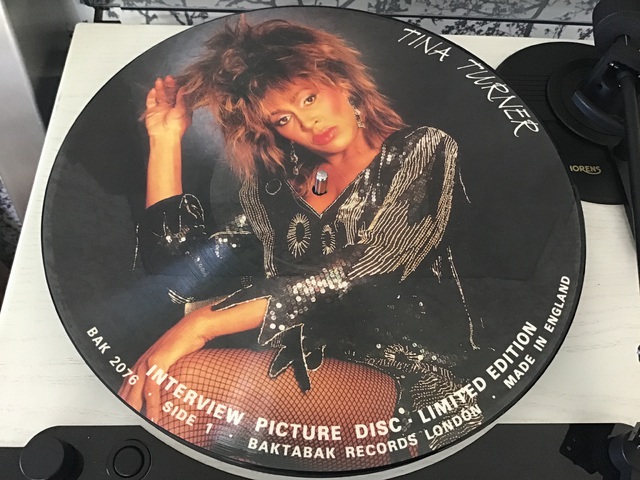 TINA TURNER
INTERVIEW PICTURE DISC: LIMITED EDITION
BAK 2076 · SIDE 1 · BAKTABAK RECORDS LONDON · MADE IN ENGLAND